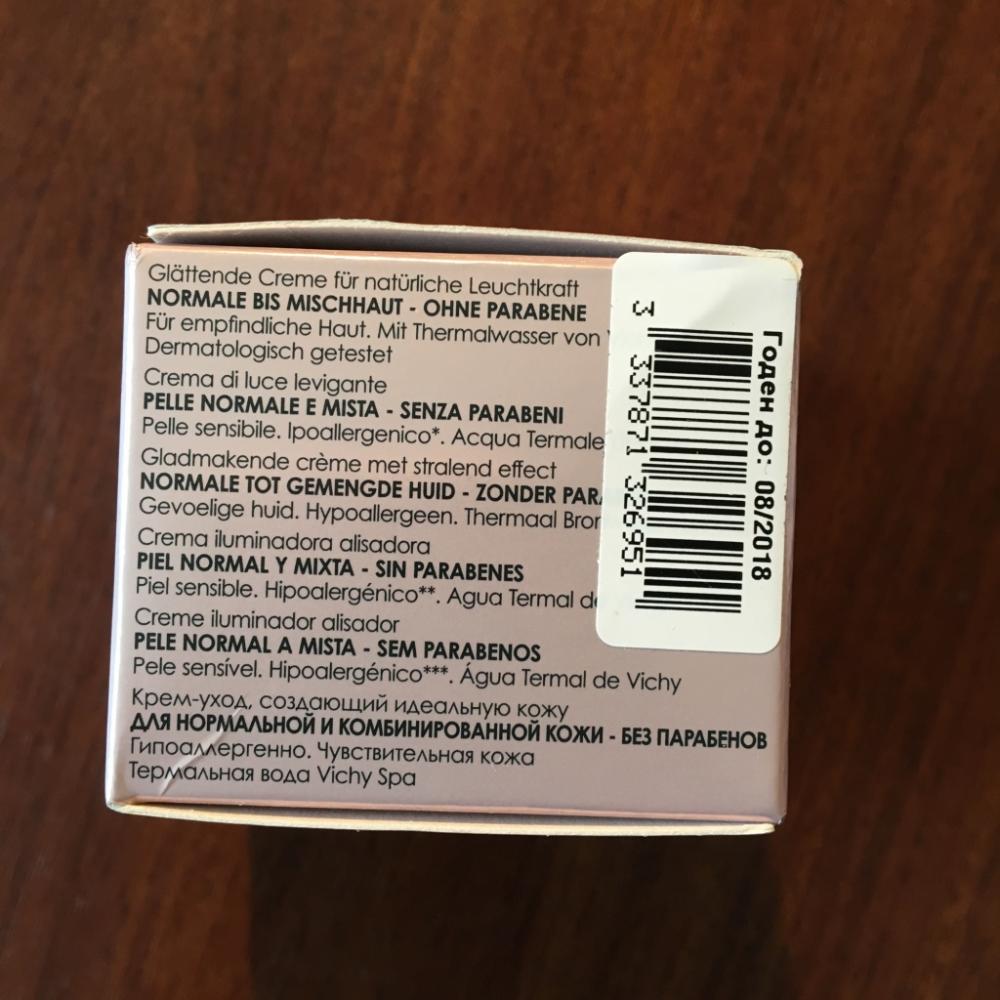 Glättende Creme für natürliche Leuchtkraft
NORMALE BIS MISCHHAUT - OHNE PARABENE
Für empfindliche Haut. Mit Thermalwasser von
Dermatologisch getestet
Crema di luce levigante
PELLE NORMALE E MISTA - SENZA PARABENI
Pelle sensibile. Ipoallergenico*. Acqua Termale
Gladmakende crème met stralend effect
NORMALE TOT GEMENGDE HUID - ZONDER
Gevoelige huid. Hypoallergeen. Thermaal
Crema iluminadora alisadora
PIEL NORMAL Y MIXTA - SIN PARABENES
Piel sensible. Hipoalergénico**. Agua Termal
Creme iluminador alisador
PELE NORMAL A MISTA - SEM PARABENOS
Pele sensível. Hipoalergénico***. Água Termal de Vichy
Крем-уход, создающий идеальную кожу
ДЛЯ НОРМАЛЬНОЙ И КОМБИНИРОВАННОЙ КОЖИ - БЕЗ ПАРАБЕНОВ
Гипоаллергенно. Чувствительная кожа
Термальная вода Vichy Spa
Годен до: 08/2018
3 337871 326951